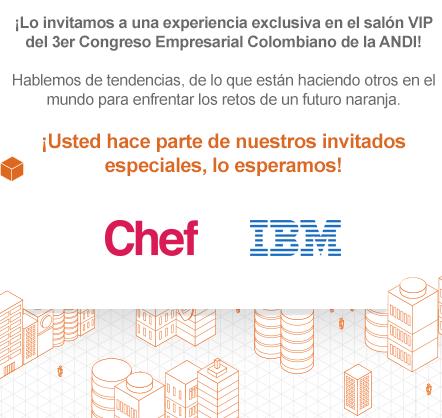 ¡Lo invitamos a una experiencia exclusiva en el salón VIP
del 3er Congreso Empresarial Colombiano de la ANDI!
Hablemos de tendencias, de lo que están haciendo otros en el
mundo para enfrentar los retos de un futuro naranja.
¡Usted hace parte de nuestros invitados
especiales, lo esperamos!
Chef IBM